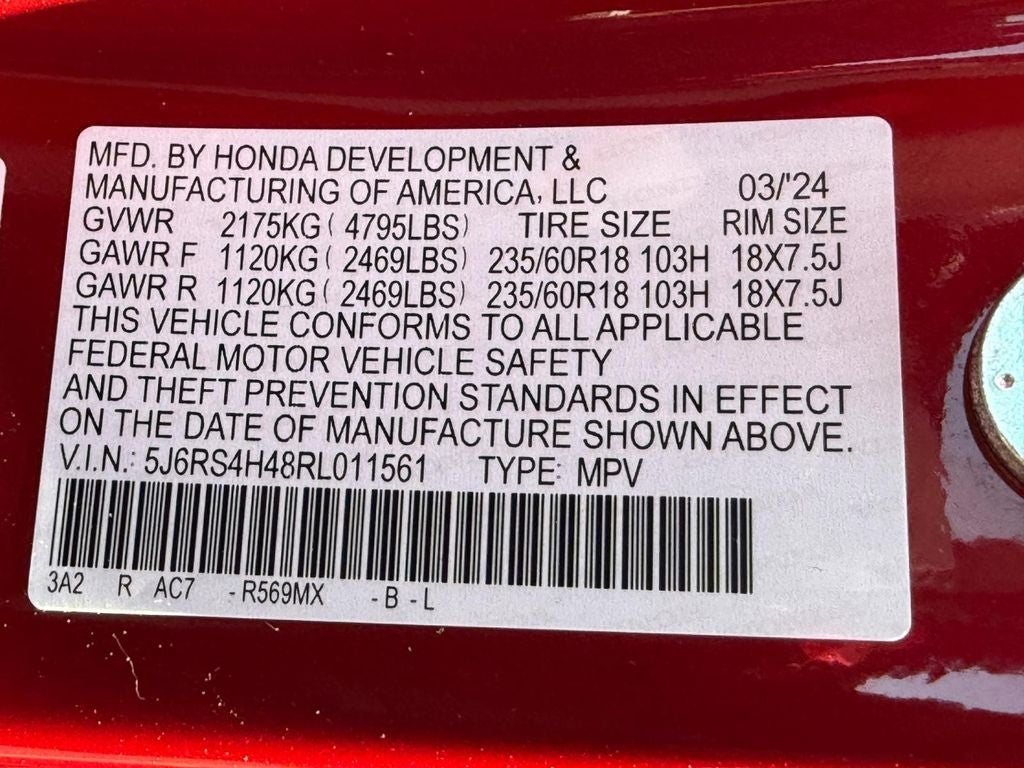 MFD. BY HONDA DEVELOPMENT &
MANUFACTURING OF AMERICA, LLC 03/'24
GVWR 2175KG ( 4795LBS) TIRE SIZE RIM SIZE
GAWR F 1120KG ( 2469LBS) 235/60R18 103H 18X7.5J
GAWR R 1120KG ( 2469LBS) 235/60R18 103H 18X7.5J
THIS VEHICLE CONFORMS TO ALL APPLICABLE
FEDERAL MOTOR VEHICLE SAFETY
AND THEFT PREVENTION STANDARDS IN EFFECT
ON THE DATE OF MANUFACTURE SHOWN ABOVE.
V.I.N.: 5J6RS4H48RL011561 TYPE: MPV
3A2 R AC7 - R569MX - B - L